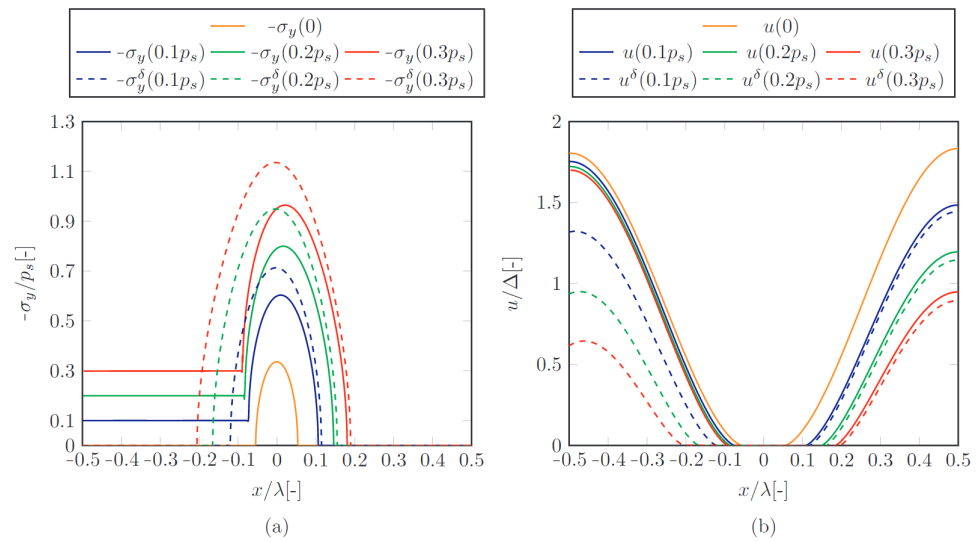 -σ_y(0)
-σ_y(0.1p_s) -σ_y(0.2p_s) -σ_y(0.3p_s)
-σ_y^δ(0.1p_s) -σ_y^δ(0.2p_s) -σ_y^δ(0.3p_s)
1.3
1.1
0.9
0.7
0.5
0.3
0.1
0
-σ_y/p_s[-]
-0.5 -0.4 -0.3 -0.2 -0.1 0 0.1 0.2 0.3 0.4 0.5
x/λ[-]
(a)
u(0)
u(0.1p_s) u(0.2p_s) u(0.3p_s)
u^δ(0.1p_s) u^δ(0.2p_s) u^δ(0.3p_s)
2
1.5
1
0.5
0
u/Δ[-]
-0.5 -0.4 -0.3 -0.2 -0.1 0 0.1 0.2 0.3 0.4 0.5
x/λ[-]
(b)